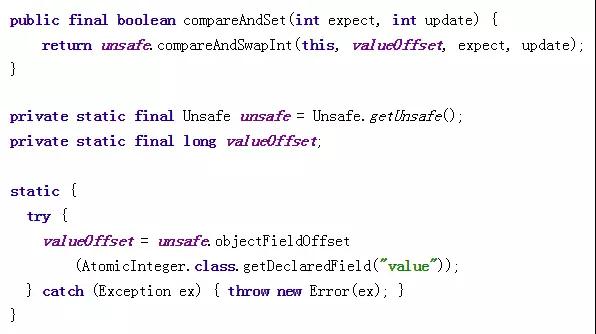 public final boolean compareAndSet(int expect, int update) {
return unsafe.compareAndSwapInt(this, valueOffset, expect, update);
}
private static final Unsafe unsafe = Unsafe.getUnsafe();
private static final long valueOffset;
static {
try {
valueOffset = unsafe.objectFieldOffset
(AtomicInteger.class.getDeclaredField("value"));
} catch (Exception ex) { throw new Error(ex); }
}